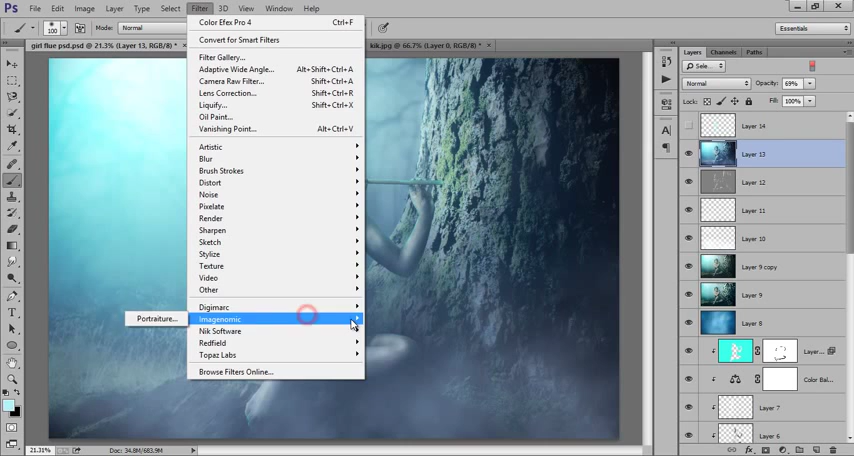 Ps File Edit Image Layer Type Select Filter 3D View Window Help
100 Mode: Normal Essentials
girl flue psd.psd @ 21.3% (Layer 13, RGB/8) * × kik.jpg @ 66.7% (Layer 0, RGB/8) * ×
Color Efex Pro 4 Ctrl+F
Convert for Smart Filters
Filter Gallery...
Adaptive Wide Angle... Alt+Shift+Ctrl+A
Camera Raw Filter... Shift+Ctrl+A
Lens Correction... Shift+Ctrl+R
Liquify... Shift+Ctrl+X
Oil Paint...
Vanishing Point... Alt+Ctrl+V
Artistic
Blur
Brush Strokes
Distort
Noise
Pixelate
Render
Sharpen
Sketch
Stylize
Texture
Video
Other
Digimarc
Imagenomic
Portraiture...
Nik Software
Redfield
Topaz Labs
Browse Filters Online...
Layers Channels Paths
Sele...
Normal Opacity: 69%
Lock: Fill: 100%
Layer 14
Layer 13
Layer 12
Layer 11
Layer 10
Layer 9 copy
Layer 9
Layer 8
Layer...
Color Bal...
Layer 7
Layer 6
21.31% Doc: 34.8M/683.9M